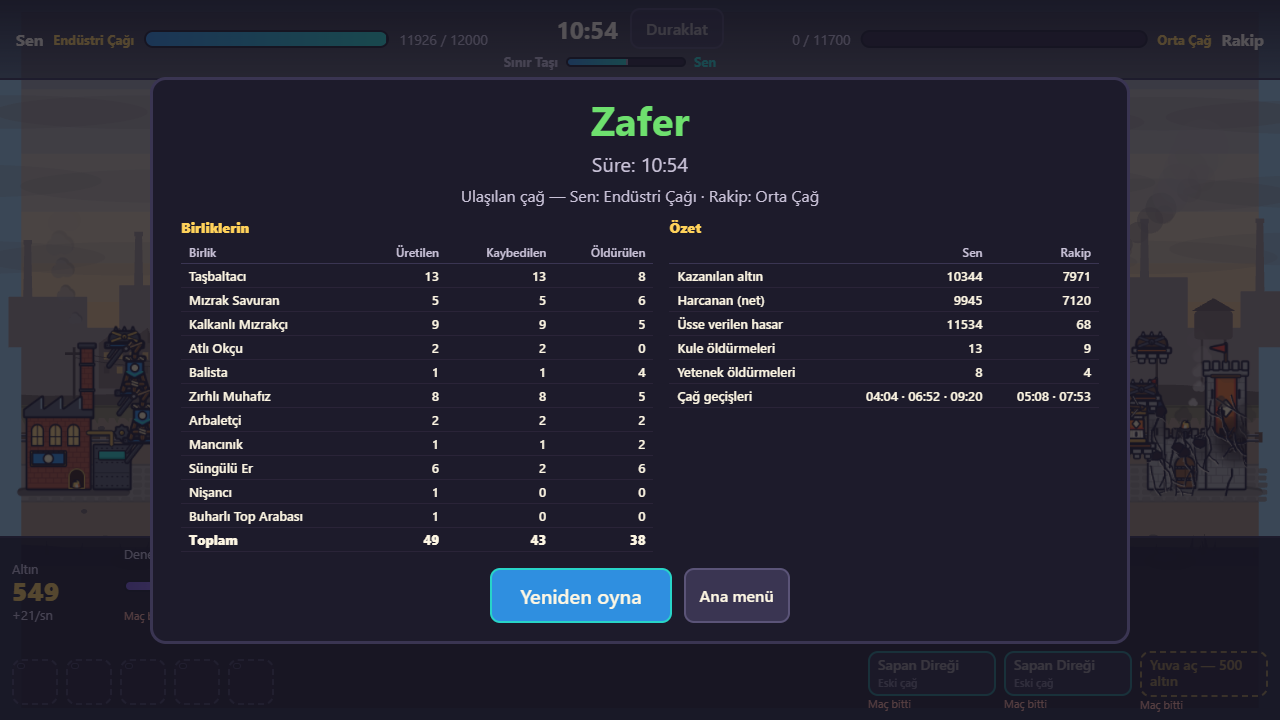 Sen Endüstri Çağı 11926 / 12000 10:54 Duraklat 0 / 11700 Orta Çağ Rakip
Sınır Taşı Sen
Zafer
Süre: 10:54
Ulaşılan çağ — Sen: Endüstri Çağı · Rakip: Orta Çağ
Birliklerin
Birlik Üretilen Kaybedilen Öldürülen
Taşbaltacı 13 13 8
Mızrak Savuran 5 5 6
Kalkanlı Mızrakçı 9 9 5
Atlı Okçu 2 2 0
Balista 1 1 4
Zırhlı Muhafız 8 8 5
Arbaletçi 2 2 2
Mancınık 1 1 2
Süngülü Er 6 2 6
Nişancı 1 0 0
Buharlı Top Arabası 1 0 0
Toplam 49 43 38
Özet
Sen Rakip
Kazanılan altın 10344 7971
Harcanan (net) 9945 7120
Üsse verilen hasar 11534 68
Kule öldürmeleri 13 9
Yetenek öldürmeleri 8 4
Çağ geçişleri 04:04 · 06:52 · 09:20 05:08 · 07:53
Yeniden oyna
Ana menü
Altın
549
+21/sn
Sapan Direği
Eski çağ
Maç bitti
Sapan Direği
Eski çağ
Maç bitti
Yuva aç — 500
altın
Maç bitti